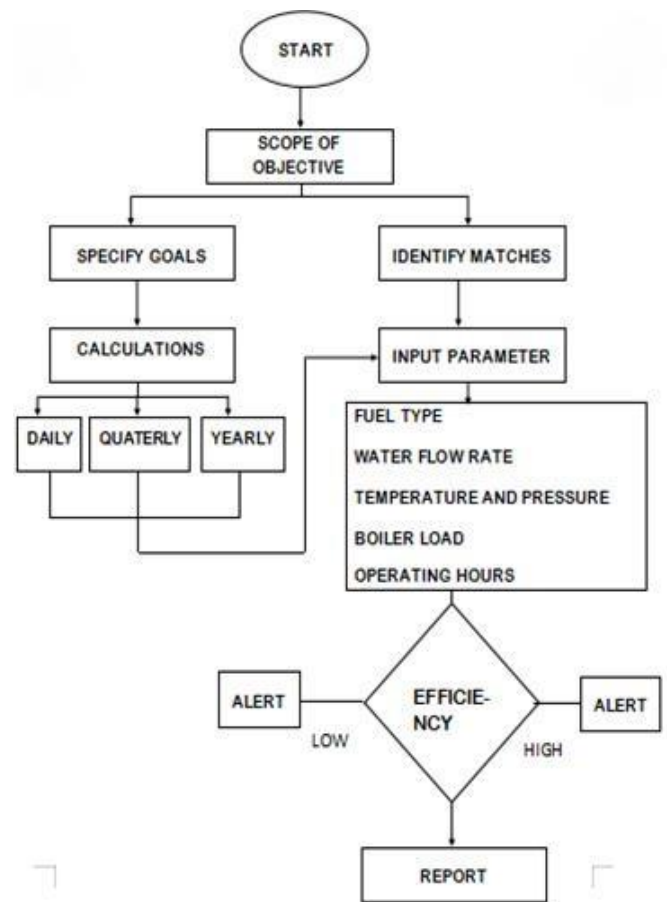 START
SCOPE OF
OBJECTIVE
SPECIFY GOALS
IDENTIFY MATCHES
CALCULATIONS
INPUT PARAMETER
DAILY
QUATERLY
YEARLY
FUEL TYPE
WATER FLOW RATE
TEMPERATURE AND PRESSURE
BOILER LOAD
OPERATING HOURS
ALERT
LOW
EFFICIE-
NCY
HIGH
ALERT
REPORT